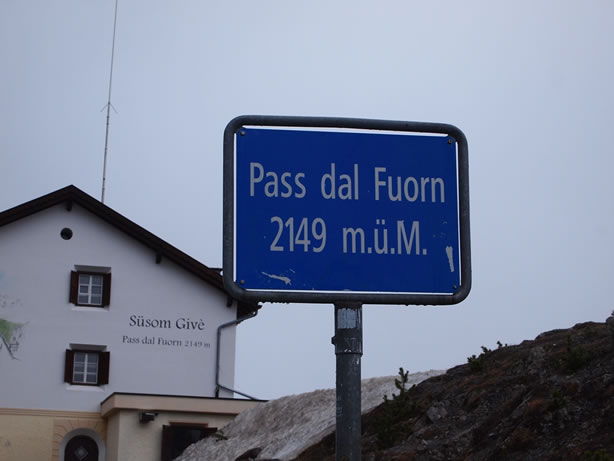 Pass dal Fuorn
2149 m.ü.M.
Süsom Givè
Pass dal Fuorn 2149 m